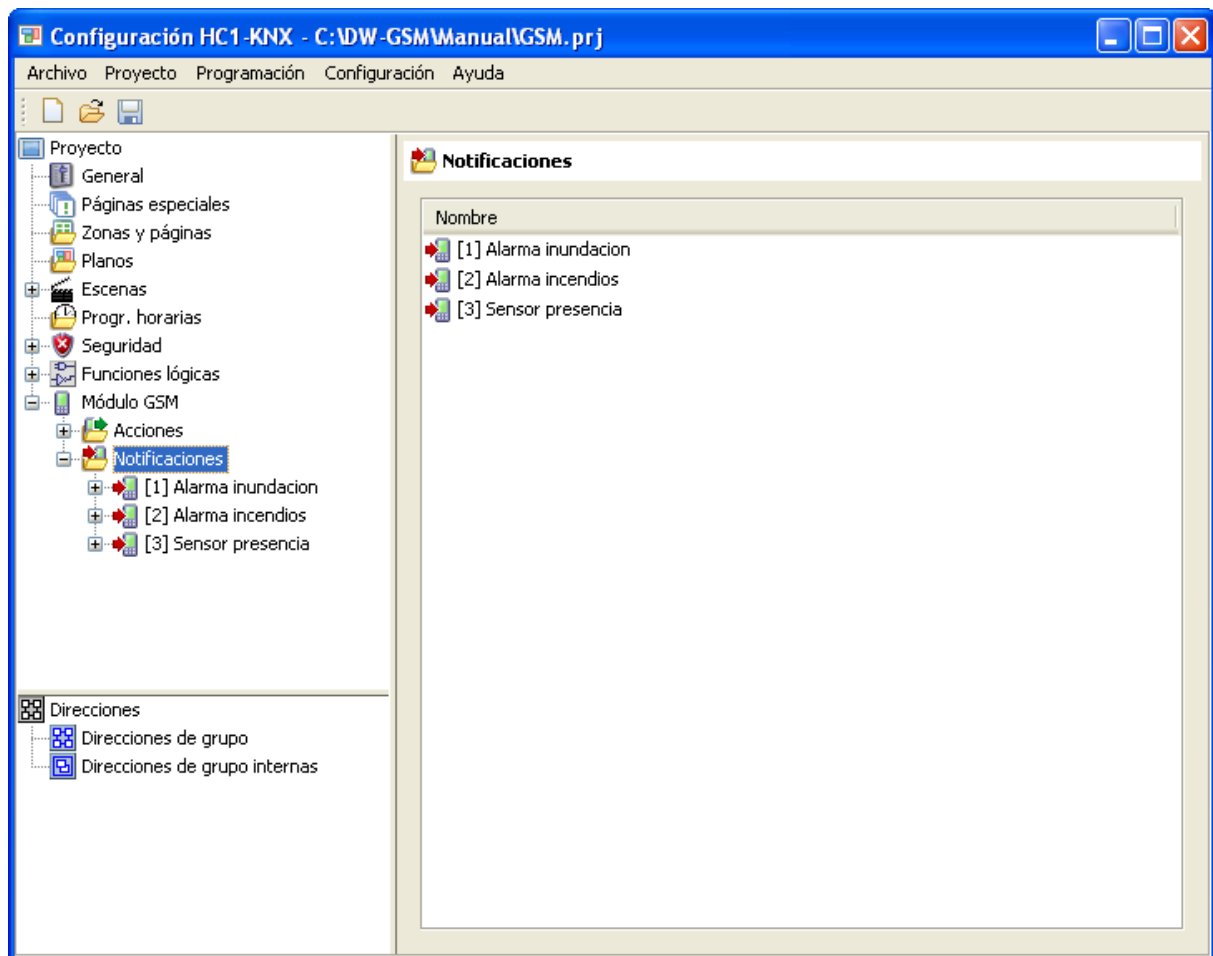 Configuración HC1-KNX - C:\DW-GSM\Manual\GSM.prj
Archivo Proyecto Programación Configuración Ayuda
Proyecto
General
Páginas especiales
Zonas y páginas
Planos
Escenas
Progr. horarias
Seguridad
Funciones lógicas
Módulo GSM
Acciones
Notificaciones
[1] Alarma inundacion
[2] Alarma incendios
[3] Sensor presencia
Direcciones
Direcciones de grupo
Direcciones de grupo internas
Notificaciones
Nombre
[1] Alarma inundacion
[2] Alarma incendios
[3] Sensor presencia